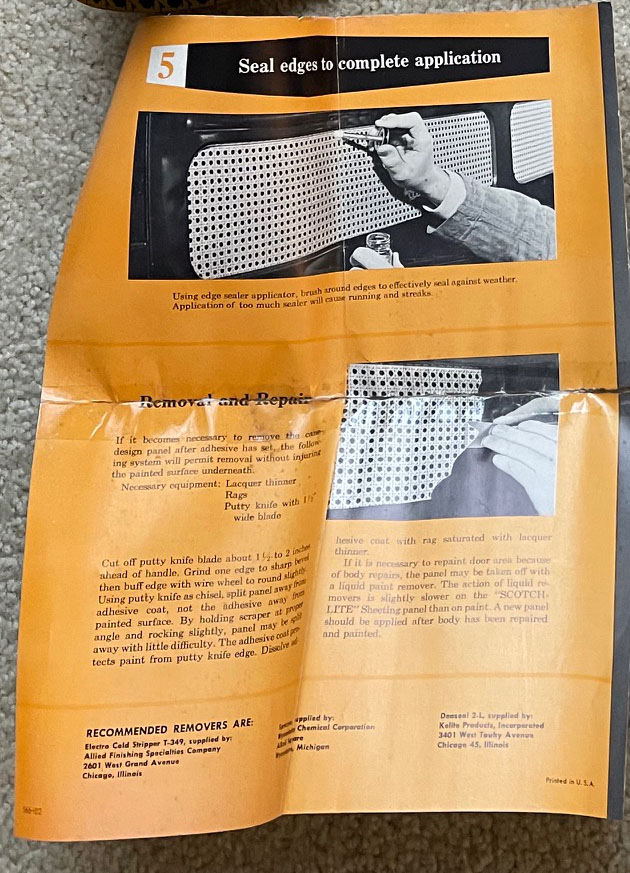 5
Seal edges to complete application
Using edge sealer applicator, brush around edges to effectively seal against weather.
Application of too much sealer will cause running and streaks.
Removal and Repair
If it becomes necessary to remove the cane
design panel after adhesive has set, the follow-
ing system will permit removal without injuring
the painted surface underneath.
Necessary equipment: Lacquer thinner
Rags
Putty knife with 1½"
wide blade
Cut off putty knife blade about 1½ to 2 inches
ahead of handle. Grind one edge to sharp bevel
then buff edge with wire wheel to round slightly.
Using putty knife as chisel, split panel away from
adhesive coat, not the adhesive away from
painted surface. By holding scraper at proper
angle and rocking slightly, panel may be split
away with little difficulty. The adhesive coat pro-
tects paint from putty knife edge. Dissolve ad-
hesive coat with rag saturated with lacquer
thinner.
If it is necessary to repaint door area because
of body repairs, the panel may be taken off with
a liquid paint remover. The action of liquid re-
movers is slightly slower on the "SCOTCH-
LITE" Sheeting panel than on paint. A new panel
should be applied after body has been repaired
and painted.
RECOMMENDED REMOVERS ARE:
Electro Cold Stripper T-349, supplied by:
Allied Finishing Specialties Company
2601 West Grand Avenue
Chicago, Illinois
supplied by:
Chemical Corporation
Michigan
Denseal 2-L, supplied by:
Kelite Products, Incorporated
3401 West Touhy Avenue
Chicago 45, Illinois
Printed in U.S.A.